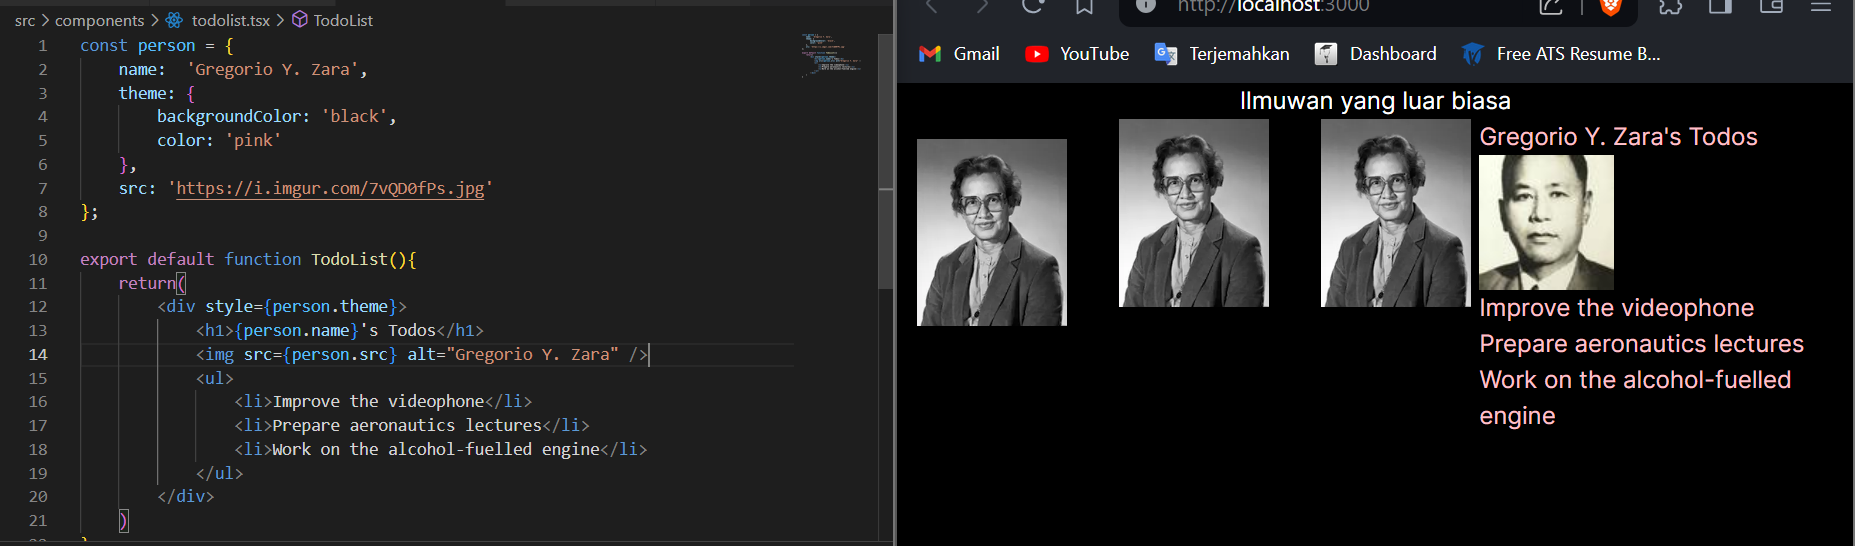 src > components > todolist.tsx > TodoList
1 const person = {
2 name:  'Gregorio Y. Zara',
3 theme: {
4 backgroundColor: 'black',
5 color: 'pink'
6 },
7 src: 'https://i.imgur.com/7vQD0fPs.jpg'
8 };
9
10 export default function TodoList(){
11 return(
12 <div style={person.theme}>
13 <h1>{person.name}'s Todos</h1>
14 <img src={person.src} alt="Gregorio Y. Zara" />
15 <ul>
16 <li>Improve the videophone</li>
17 <li>Prepare aeronautics lectures</li>
18 <li>Work on the alcohol-fuelled engine</li>
19 </ul>
20 </div>
21 )
http://localhost:3000
Gmail YouTube Terjemahkan Dashboard Free ATS Resume B...
Ilmuwan yang luar biasa
Gregorio Y. Zara's Todos
Improve the videophone
Prepare aeronautics lectures
Work on the alcohol-fuelled
engine